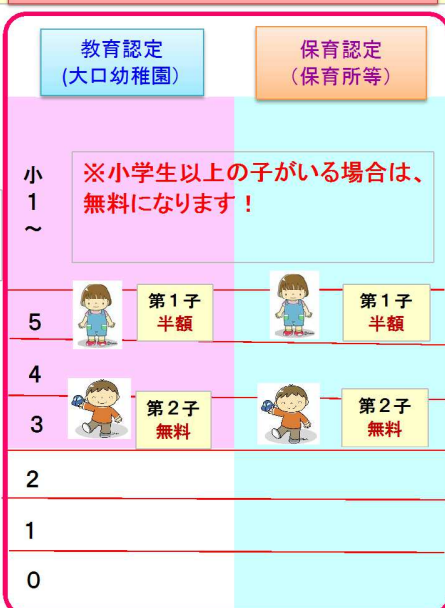 教育認定
(大口幼稚園)
保育認定
（保育所等）
小
1
～
※小学生以上の子がいる場合は、
無料になります！
5
第１子
半額
第１子
半額
4
3
第２子
無料
第２子
無料
2
1
0